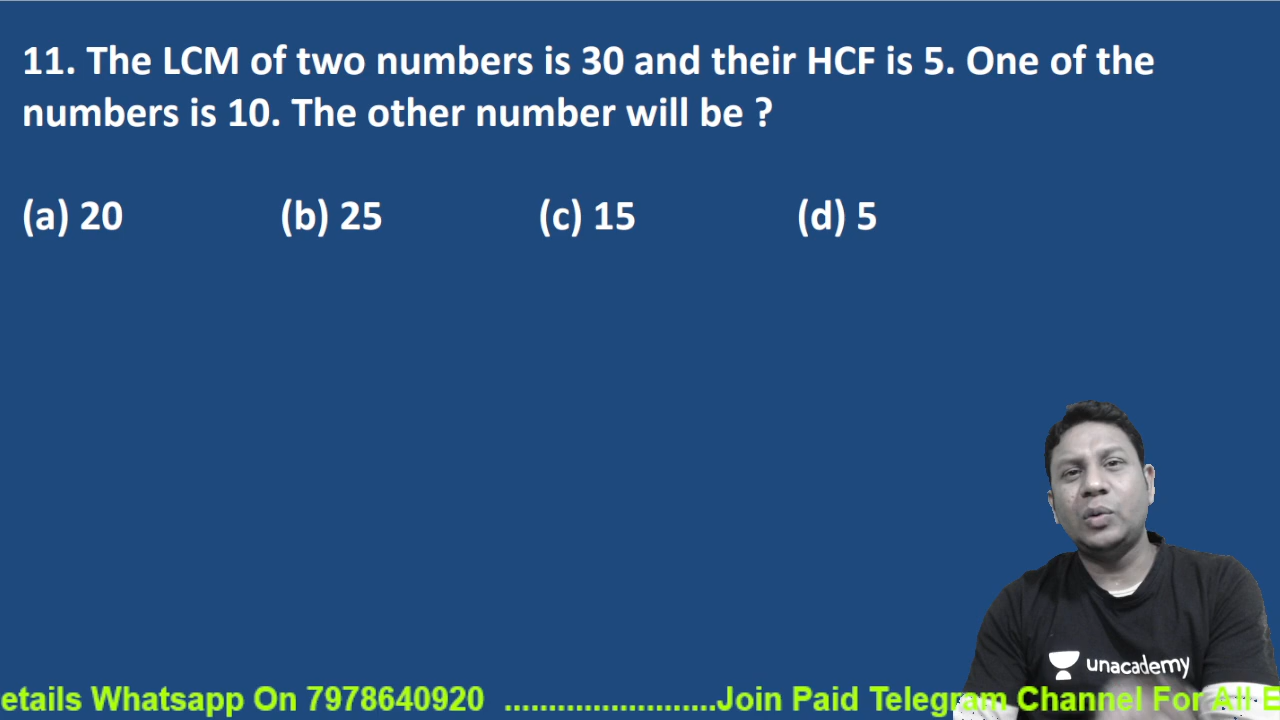 11. The LCM of two numbers is 30 and their HCF is 5. One of the
numbers is 10. The other number will be ?
(a) 20 (b) 25 (c) 15 (d) 5
unacademy
etails Whatsapp On 7978640920 ........................Join Paid Telegram Channel For All E